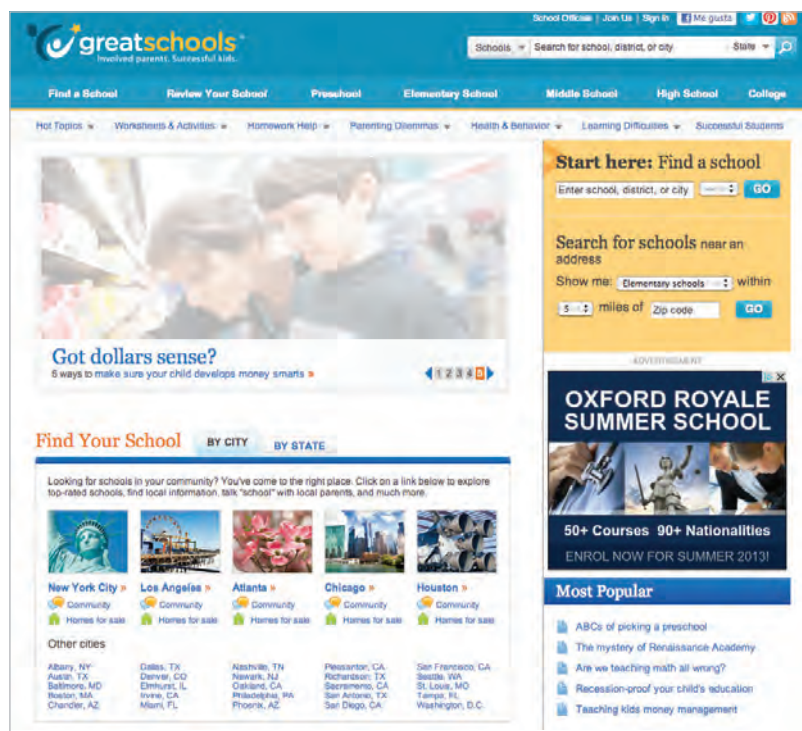 School Officials | Join Us | Sign In Me gusta
greatschools
Involved parents. Successful kids.
Schools Search for school, district, or city State
Find a School Review Your School Preschool Elementary School Middle School High School College
Hot Topics Worksheets & Activities Homework Help Parenting Dilemmas Health & Behavior Learning Difficulties Successful Students
Got dollars sense?
5 ways to make sure your child develops money smarts »
1 2 3 4 5
Start here: Find a school
Enter school, district, or city GO
Search for schools near an
address
Show me: Elementary schools within
5 miles of Zip code GO
ADVERTISEMENT
OXFORD ROYALE
SUMMER SCHOOL
50+ Courses 90+ Nationalities
ENROL NOW FOR SUMMER 2013!
Find Your School BY CITY BY STATE
Looking for schools in your community? You've come to the right place. Click on a link below to explore
top-rated schools, find local information, talk "school" with local parents, and much more.
New York City » Los Angeles » Atlanta » Chicago » Houston »
Community Community Community Community Community
Homes for sale Homes for sale Homes for sale Homes for sale Homes for sale
Other cities
Albany, NY Dallas, TX Nashville, TN Pleasanton, CA San Francisco, CA
Austin, TX Denver, CO Newark, NJ Richardson, TX Seattle, WA
Baltimore, MD Elmhurst, IL Oakland, CA Sacramento, CA St. Louis, MO
Boston, MA Irvine, CA Philadelphia, PA San Antonio, TX Tampa, FL
Chandler, AZ Miami, FL Phoenix, AZ San Diego, CA Washington, D.C.
Most Popular
ABCs of picking a preschool
The mystery of Renaissance Academy
Are we teaching math all wrong?
Recession-proof your child's education
Teaching kids money management